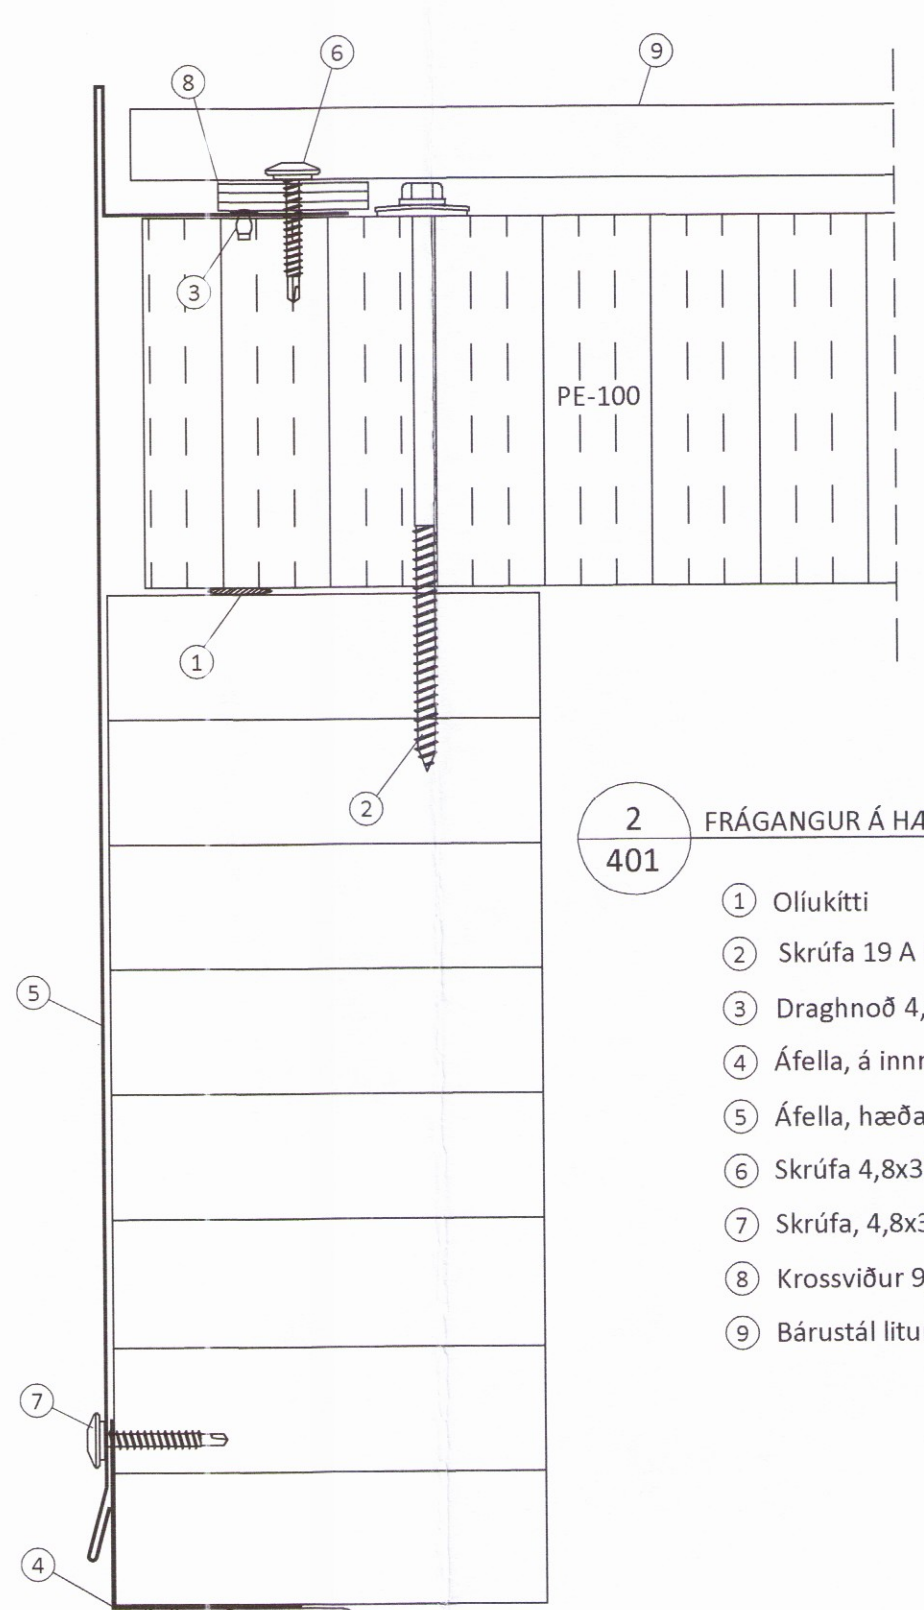 6
9
8
3
PE-100
1
2
2
401
FRÁGANGUR Á HÆ
1 Olíukítti
2 Skrúfa 19 A
3 Draghnoð 4,
4 Áfella, á inn
5 Áfella, hæða
6 Skrúfa 4,8x3
7 Skrúfa, 4,8x3
8 Krossviður 9
9 Bárustál litu
5
7
4